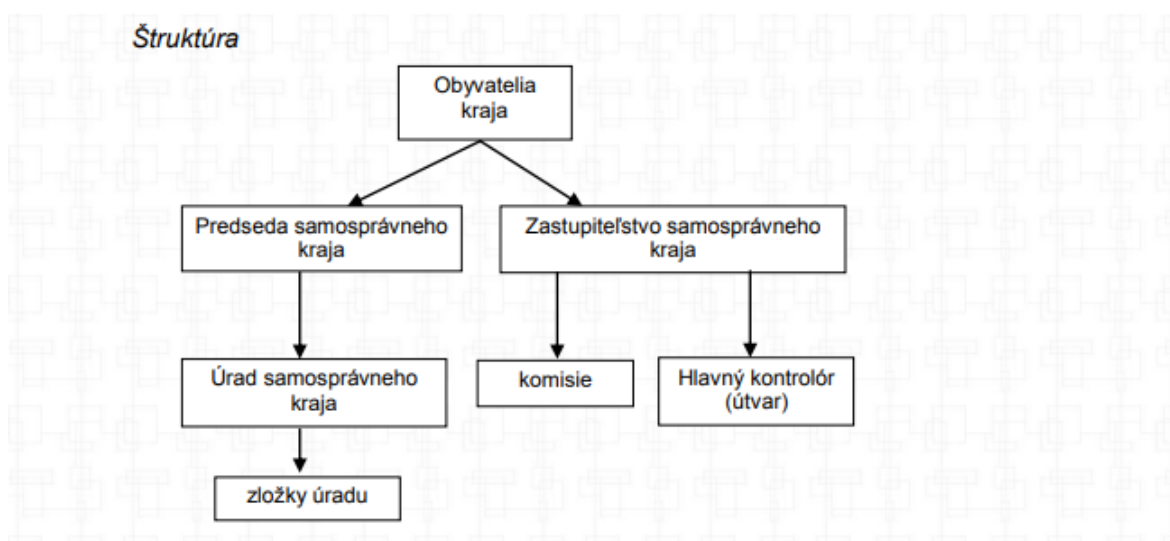 Štruktúra
Obyvatelia
kraja
Predseda samosprávneho
kraja
Zastupiteľstvo samosprávneho
kraja
Úrad samosprávneho
kraja
komisie
Hlavný kontrolór
(útvar)
zložky úradu